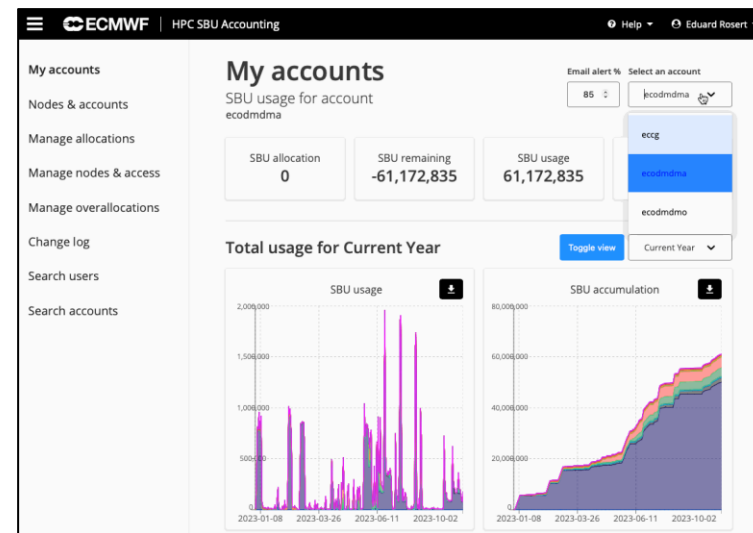 ECMWF | HPC SBU Accounting
Help
Eduard Rosert
My accounts
Nodes & accounts
Manage allocations
Manage nodes & access
Manage overallocations
Change log
Search users
Search accounts
My accounts
SBU usage for account
ecodmdma
Email alert %
85
Select an account
ecodmdma
eccg
ecodmdma
ecodmdmo
SBU allocation
0
SBU remaining
-61,172,835
SBU usage
61,172,835
Total usage for Current Year
Toggle view
Current Year
SBU usage
2,000,000
1,500,000
1,000,000
500,000
0
2023-01-08
2023-03-26
2023-06-11
2023-10-02
SBU accumulation
80,000,000
60,000,000
40,000,000
20,000,000
0
2023-01-08
2023-03-26
2023-06-11
2023-10-02